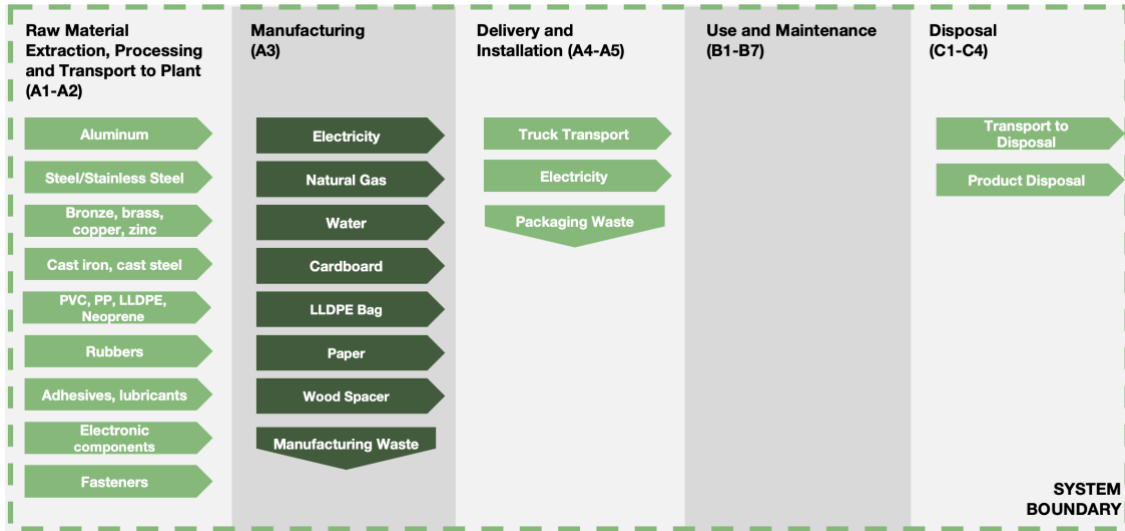 Raw Material
Extraction, Processing
and Transport to Plant
(A1-A2)
Aluminum
Steel/Stainless Steel
Bronze, brass,
copper, zinc
Cast iron, cast steel
PVC, PP, LLDPE,
Neoprene
Rubbers
Adhesives, lubricants
Electronic
components
Fasteners
Manufacturing
(A3)
Electricity
Natural Gas
Water
Cardboard
LLDPE Bag
Paper
Wood Spacer
Manufacturing Waste
Delivery and
Installation (A4-A5)
Truck Transport
Electricity
Packaging Waste
Use and Maintenance
(B1-B7)
Disposal
(C1-C4)
Transport to
Disposal
Product Disposal
SYSTEM
BOUNDARY